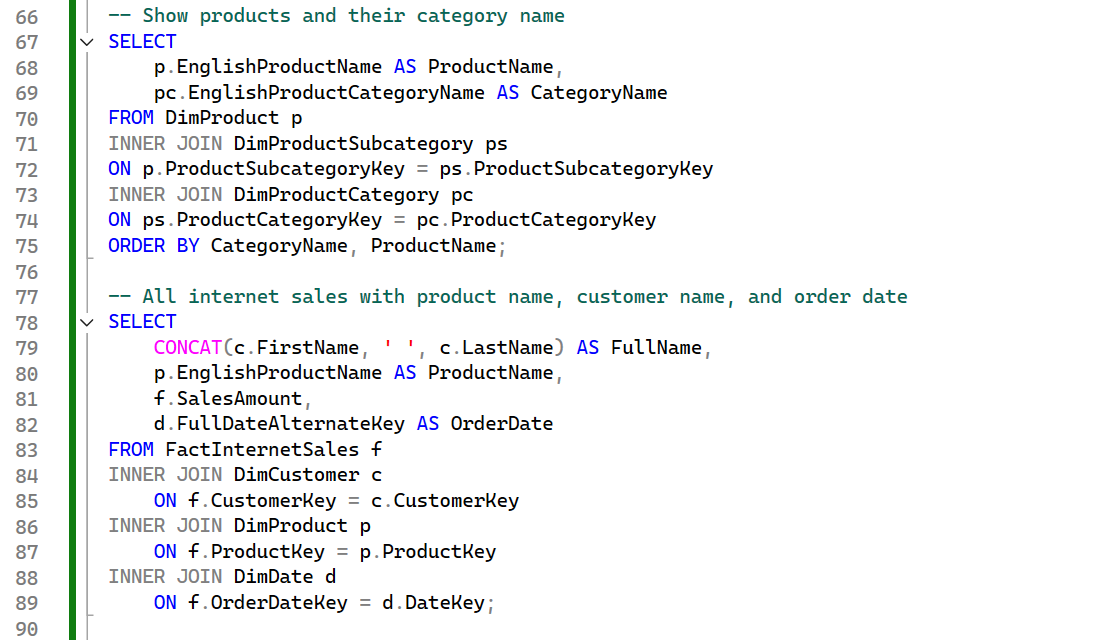 66 -- Show products and their category name
67 SELECT
68     p.EnglishProductName AS ProductName,
69     pc.EnglishProductCategoryName AS CategoryName
70 FROM DimProduct p
71 INNER JOIN DimProductSubcategory ps
72 ON p.ProductSubcategoryKey = ps.ProductSubcategoryKey
73 INNER JOIN DimProductCategory pc
74 ON ps.ProductCategoryKey = pc.ProductCategoryKey
75 ORDER BY CategoryName, ProductName;
76
77 -- All internet sales with product name, customer name, and order date
78 SELECT
79     CONCAT(c.FirstName, ' ', c.LastName) AS FullName,
80     p.EnglishProductName AS ProductName,
81     f.SalesAmount,
82     d.FullDateAlternateKey AS OrderDate
83 FROM FactInternetSales f
84 INNER JOIN DimCustomer c
85     ON f.CustomerKey = c.CustomerKey
86 INNER JOIN DimProduct p
87     ON f.ProductKey = p.ProductKey
88 INNER JOIN DimDate d
89     ON f.OrderDateKey = d.DateKey;
90